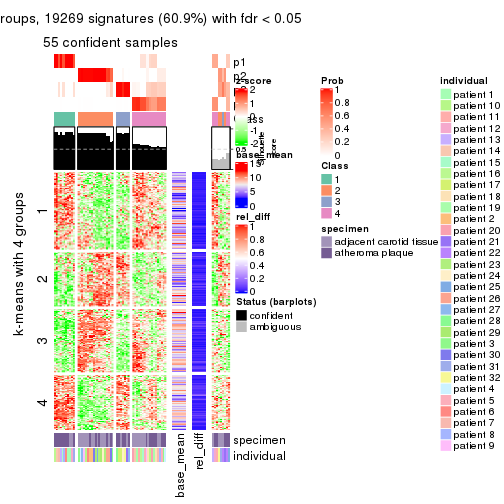 roups, 19269 signatures (60.9%) with fdr < 0.05
55 confident samples
p1
p2
z-score
2
1
0
-1
-2
base_mean
15
10
5
0
rel_diff
1
0.8
0.6
0.4
0.2
0
Status (barplots)
confident
ambiguous
k-means with 4 groups
1
2
3
4
specimen
individual
base_mean
rel_diff
Prob
1
0.8
0.6
0.4
0.2
0
Class
1
2
3
4
specimen
adjacent carotid tissue
atheroma plaque
individual
patient 1
patient 10
patient 11
patient 12
patient 13
patient 14
patient 15
patient 16
patient 17
patient 18
patient 19
patient 2
patient 20
patient 21
patient 22
patient 23
patient 24
patient 25
patient 26
patient 27
patient 28
patient 29
patient 3
patient 30
patient 31
patient 32
patient 4
patient 5
patient 6
patient 7
patient 8
patient 9